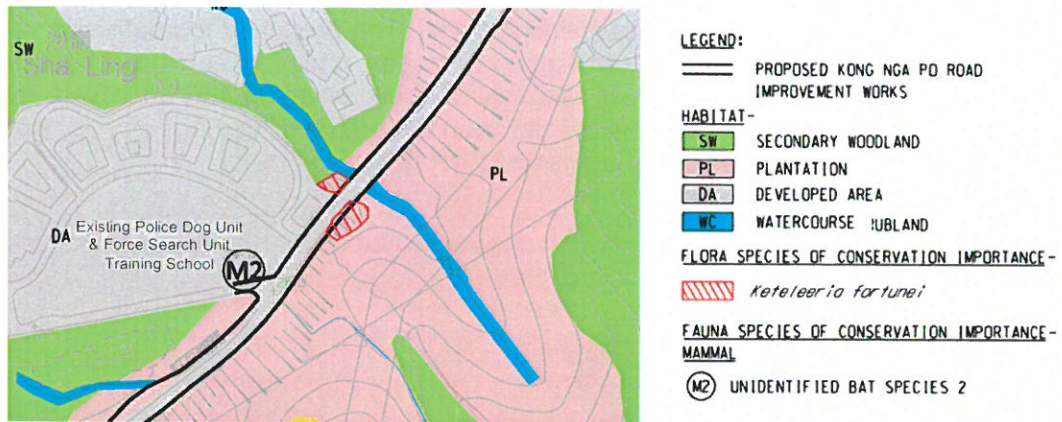 SW
沙嶺
Sha Ling
PL
DA
Existing Police Dog Unit
& Force Search Unit
Training School
M2
LEGEND:
PROPOSED KONG NGA PO ROAD
IMPROVEMENT WORKS
HABITAT-
SW SECONDARY WOODLAND
PL PLANTATION
DA DEVELOPED AREA
WC WATERCOURSE
FLORA SPECIES OF CONSERVATION IMPORTANCE-
Keteleeria fortunei
FAUNA SPECIES OF CONSERVATION IMPORTANCE-
MAMMAL
M2 UNIDENTIFIED BAT SPECIES 2